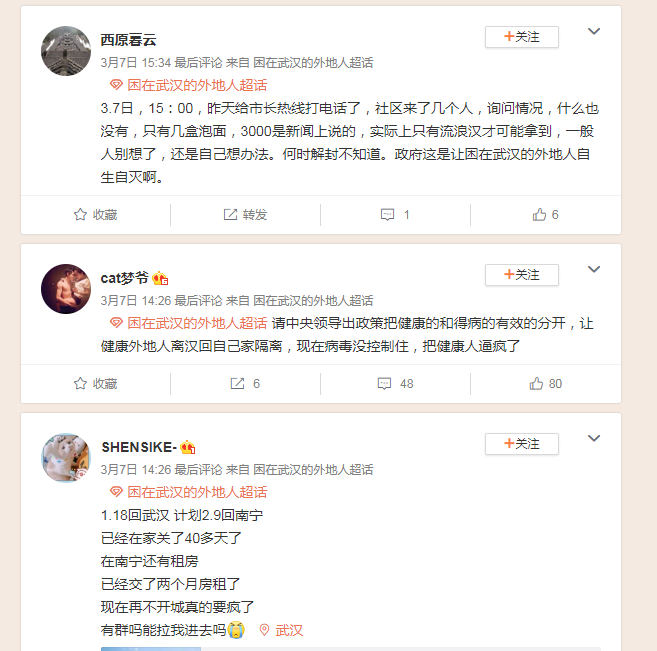 西原暮云
+关注
3月7日 15:34 最后评论 来自 困在武汉的外地人超话
困在武汉的外地人超话
3.7日，15：00，昨天给市长热线打电话了，社区来了几个人，询问情况，什么也
没有，只有几盒泡面，3000是新闻上说的，实际上只有流浪汉才可能拿到，一般
人别想了，还是自己想办法。何时解封不知道。政府这是让困在武汉的外地人自
生自灭啊。
收藏 转发 1 6
cat梦爷
+关注
3月7日 14:26 最后评论 来自 困在武汉的外地人超话
困在武汉的外地人超话 请中央领导出政策把健康的和得病的有效的分开，让
健康外地人离汉回自己家隔离，现在病毒没控制住，把健康人逼疯了
收藏 6 48 80
SHENSIKE-
+关注
3月7日 14:26 最后评论 来自 困在武汉的外地人超话
困在武汉的外地人超话
1.18回武汉 计划2.9回南宁
已经在家关了40多天了
在南宁还有租房
已经交了两个月房租了
现在再不开城真的要疯了
有群吗能拉我进去吗 武汉